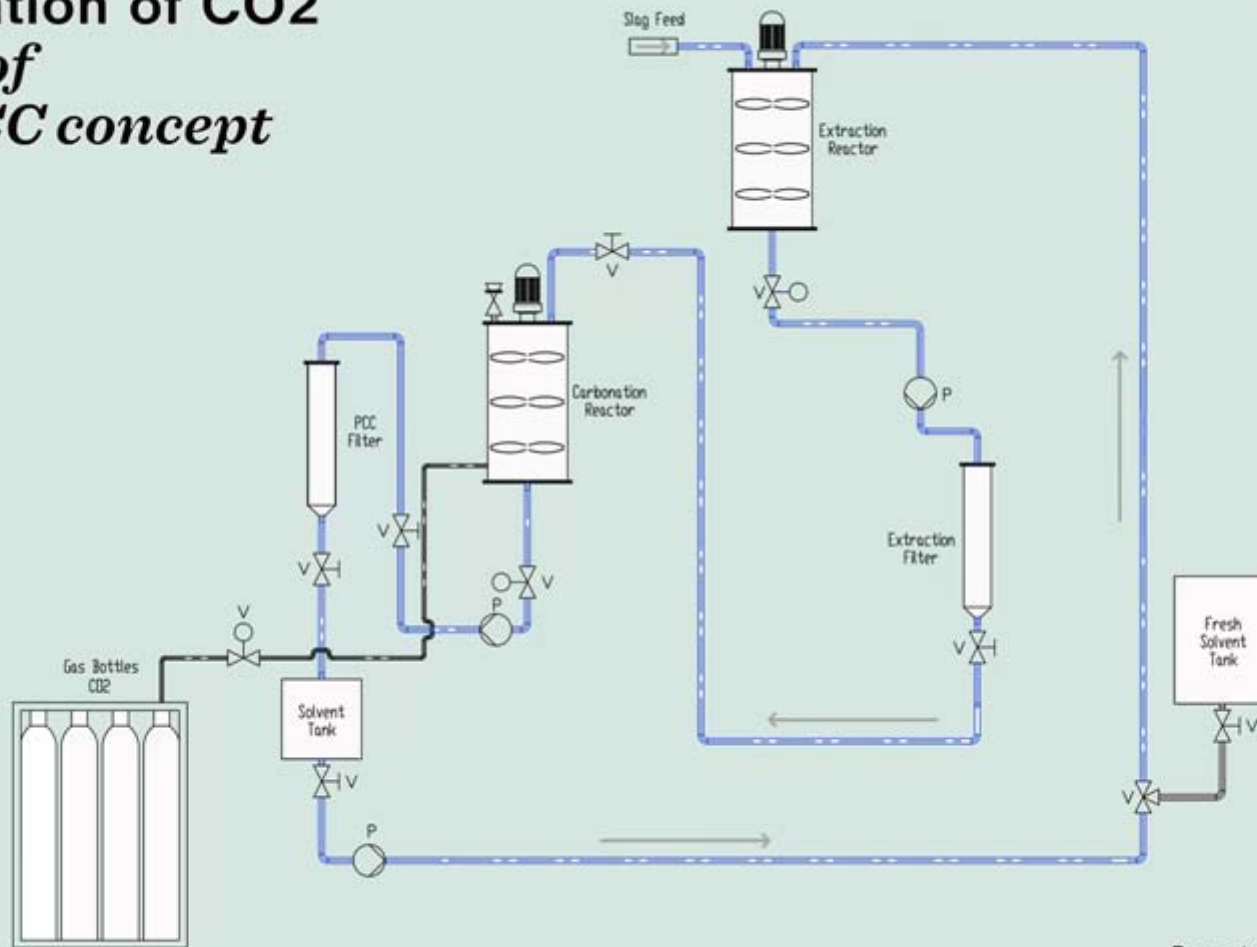 ation of CO2
of
CC concept
Slag Feed
Extraction
Reactor
V
V
Carbonation
Reactor
PCC
Filter
P
Extraction
Filter
V
V
V
P
V
V
Fresh
Solvent
Tank
Gas Bottles
CO2
Solvent
Tank
V
V
V
P